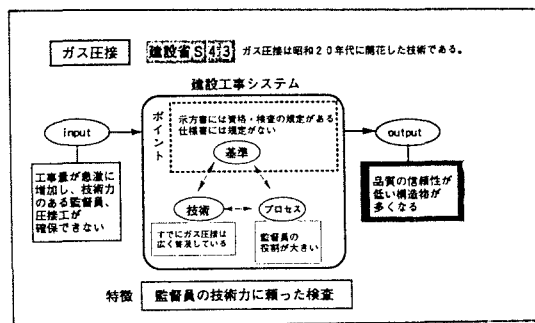 ガス圧接
建設省S43
ガス圧接は昭和20年代に開花した技術である。
建設工事システム
ポイント
示方書には資格・検査の規定がある
仕様書には規定がない
input
基準
output
工事量が急激に
増加し、技術力
のある監督員、
圧接工が
確保できない
技術
プロセス
すでにガス圧接は
広く普及している
監督員の
役割が大きい
品質の信頼性が
低い構造物が
多くなる
特徴
監督員の技術力に頼った検査